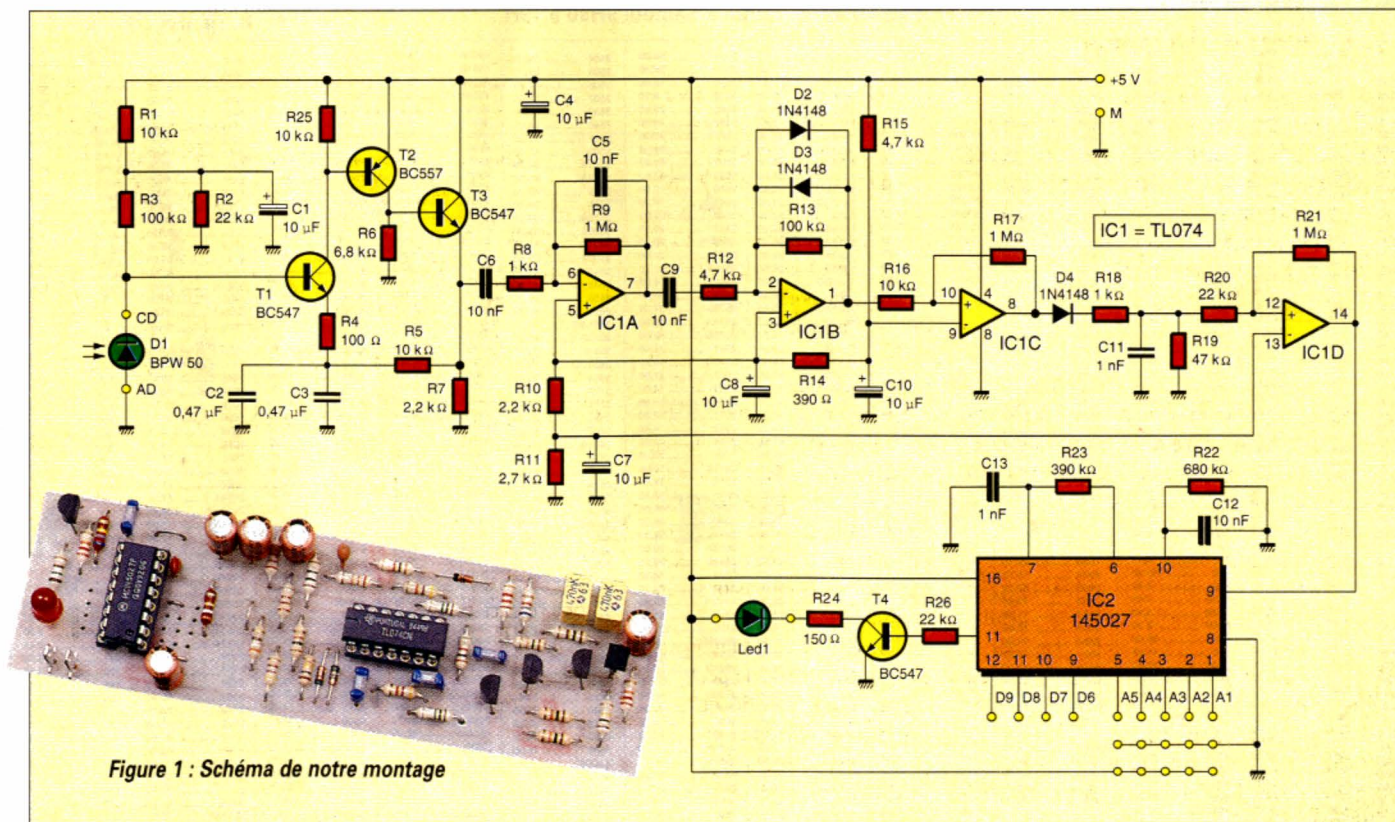 R1
10 kΩ
R3
100 kΩ
R2
22 kΩ
C1
10 µF
+
CD
D1
BPW 50
AD
R25
10 kΩ
T2
BC557
T3
BC547
R6
6,8 kΩ
T1
BC547
R4
100 Ω
R5
10 kΩ
C2
0,47 µF
C3
0,47 µF
R7
2,2 kΩ
+
C4
10 µF
C6
10 nF
R8
1 kΩ
C5
10 nF
R9
1 MΩ
6
-
5
+
7
IC1A
C9
10 nF
R12
4,7 kΩ
D2
1N4148
D3
1N4148
R13
100 kΩ
2
-
3
+
1
IC1B
R10
2,2 kΩ
R11
2,7 kΩ
+
C7
10 µF
+
C8
10 µF
R14
390 Ω
+
C10
10 µF
R15
4,7 kΩ
R16
10 kΩ
R17
1 MΩ
10
+
9
-
4
8
8
IC1C
+5 V
M
IC1 = TL074
D4
1N4148
R18
1 kΩ
C11
1 nF
R19
47 kΩ
R20
22 kΩ
R21
1 MΩ
12
+
13
-
14
IC1D
C13
1 nF
R23
390 kΩ
R22
680 kΩ
C12
10 nF
16
7
6
10
9
IC2
145027
8
11
12 11 10 9 5 4 3 2 1
D9 D8 D7 D6 A5 A4 A3 A2 A1
Led1
R24
150 Ω
T4
BC547
R26
22 kΩ
MC145027P
TL074CN
470nK
63
470nK
63
Figure 1 : Schéma de notre montage